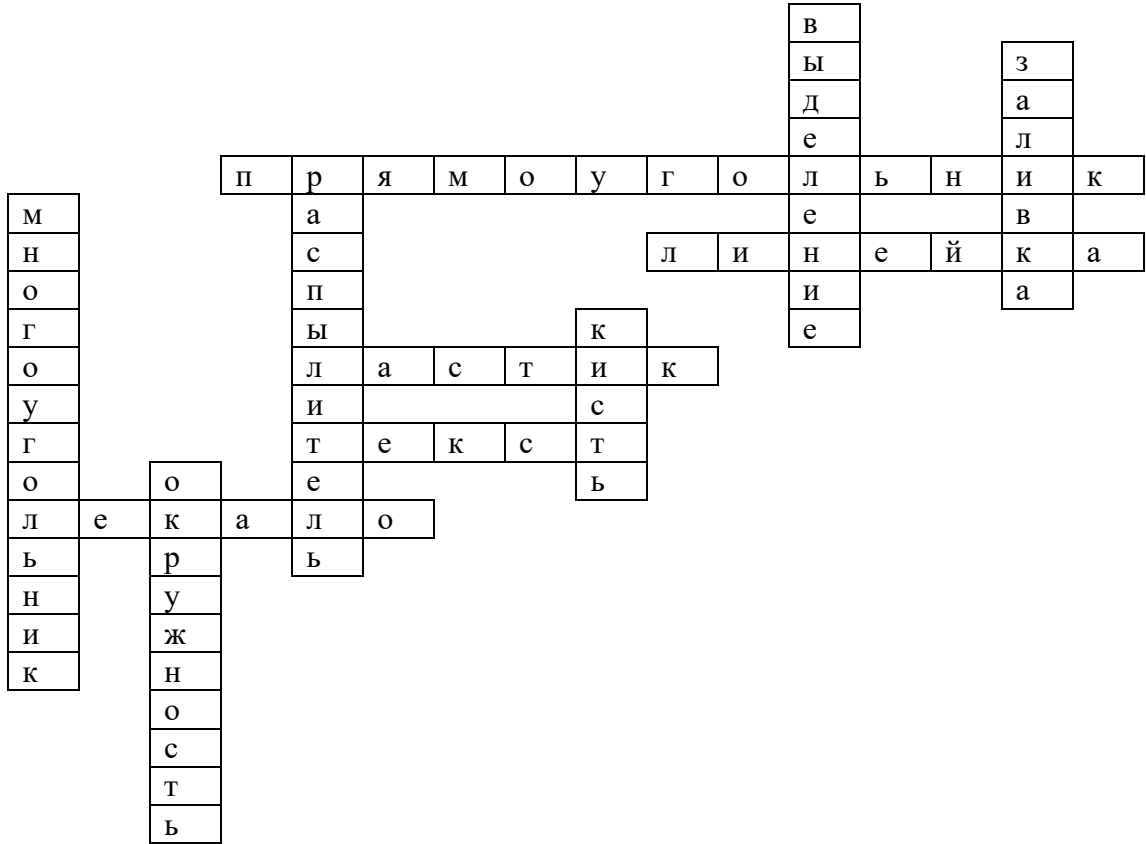 выделение
заливка
прямоугольник
распылитель
многоугольник
линейка
кисть
ластик
текст
окружность
лекало